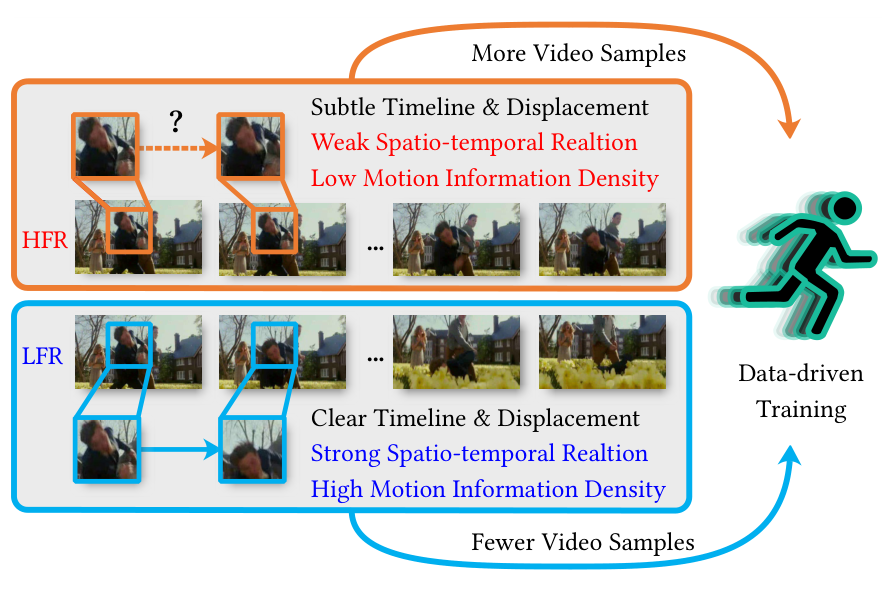 More Video Samples
?
Subtle Timeline & Displacement
Weak Spatio-temporal Realtion
Low Motion Information Density
HFR
...
LFR
...
Clear Timeline & Displacement
Strong Spatio-temporal Realtion
High Motion Information Density
Data-driven
Training
Fewer Video Samples